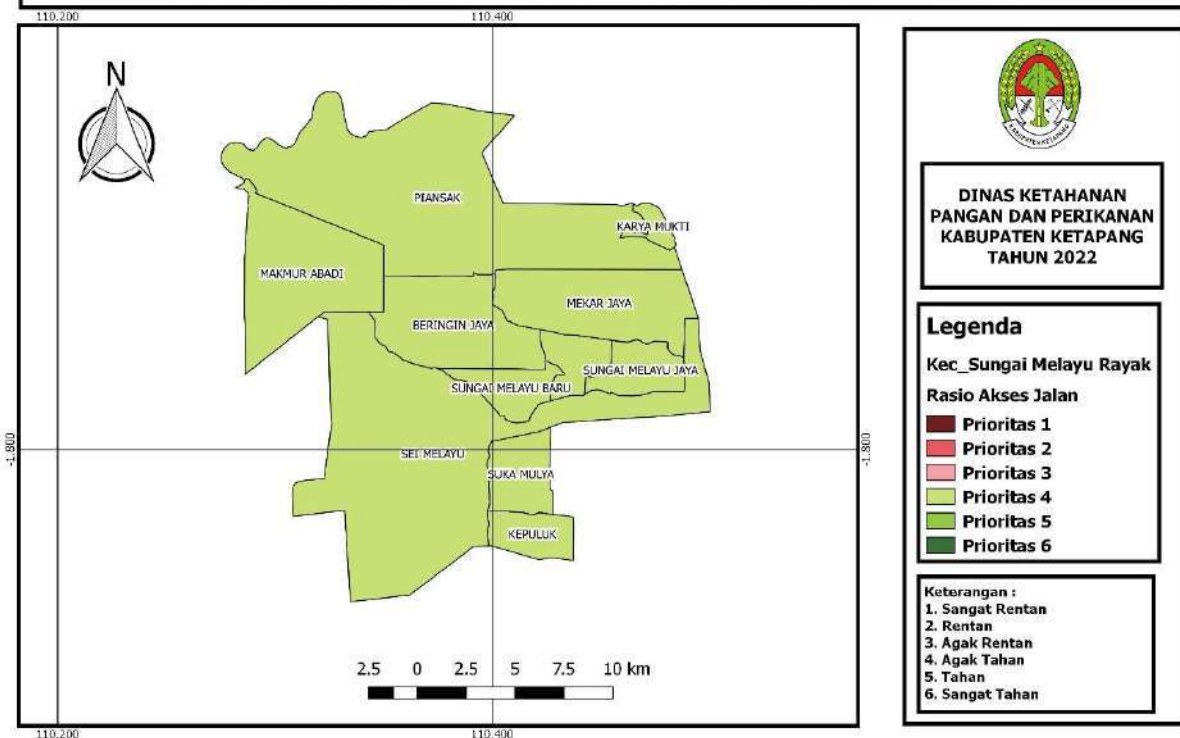 110.200
110.400
N
PIANSAK
KARYA MUKTI
MAKMUR ABADI
MEKAR JAYA
BERINGIN JAYA
SUNGAI MELAYU JAYA
SUNGAI MELAYU BARU
-1.800
-1.800
SEI MELAYU
SUKA MULYA
KEPULUK
2.5 0 2.5 5 7.5 10 km
110.200
110.400
KABUPATEN KETAPANG
DINAS KETAHANAN
PANGAN DAN PERIKANAN
KABUPATEN KETAPANG
TAHUN 2022
Legenda
Kec_Sungai Melayu Rayak
Rasio Akses Jalan
Prioritas 1
Prioritas 2
Prioritas 3
Prioritas 4
Prioritas 5
Prioritas 6
Keterangan :
1. Sangat Rentan
2. Rentan
3. Agak Rentan
4. Agak Tahan
5. Tahan
6. Sangat Tahan